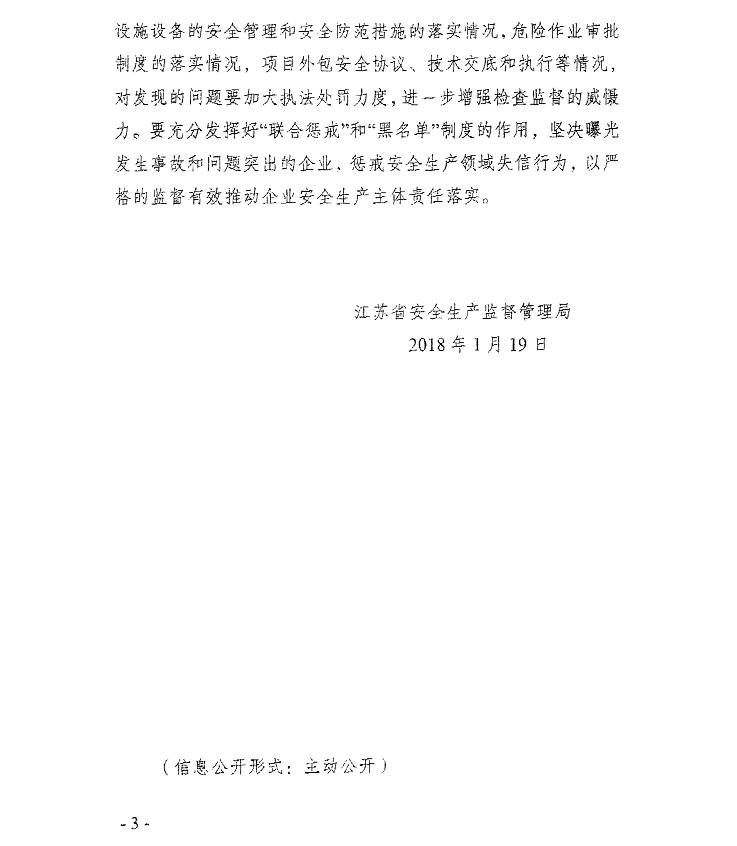 设施设备的安全管理和安全防范措施的落实情况,危险作业审批
制度的落实情况，项目外包安全协议、技术交底和执行等情况,
对发现的问题要加大执法处罚力度,进一步增强检查监督的威慑
力。要充分发挥好“联合惩戒”和“黑名单”制度的作用，坚决曝光
发生事故和问题突出的企业，惩戒安全生产领域失信行为，以严
格的监督有效推动企业安全生产主体责任落实。
江苏省安全生产监督管理局
2018年1月19日
（信息公开形式：主动公开）
-3-